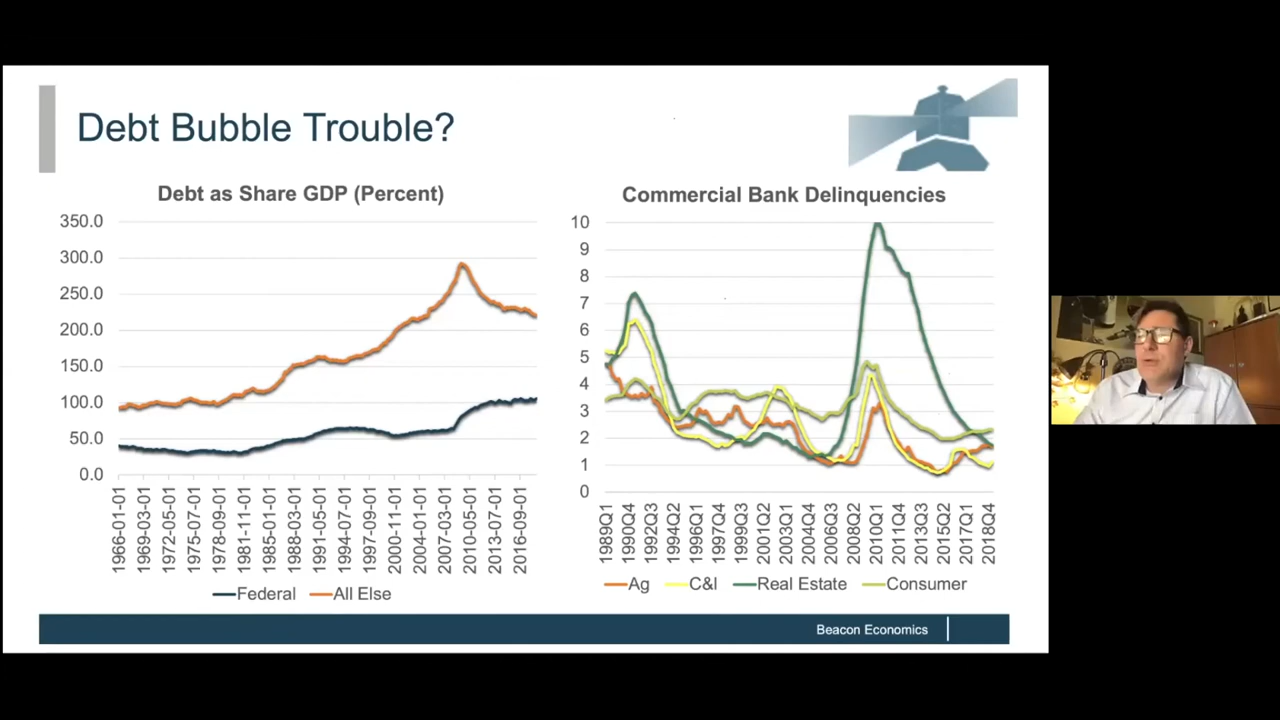 Debt Bubble Trouble?
Debt as Share GDP (Percent)
350.0
300.0
250.0
200.0
150.0
100.0
50.0
0.0
1966-01-01
1969-03-01
1972-05-01
1975-07-01
1978-09-01
1981-11-01
1985-01-01
1988-03-01
1991-05-01
1994-07-01
1997-09-01
2000-11-01
2004-01-01
2007-03-01
2010-05-01
2013-07-01
2016-09-01
Federal
All Else
Commercial Bank Delinquencies
10
9
8
7
6
5
4
3
2
1
0
1989Q1
1990Q4
1992Q3
1994Q2
1996Q1
1997Q4
1999Q3
2001Q2
2003Q1
2004Q4
2006Q3
2008Q2
2010Q1
2011Q4
2013Q3
2015Q2
2017Q1
2018Q4
Ag
C&I
Real Estate
Consumer
Beacon Economics